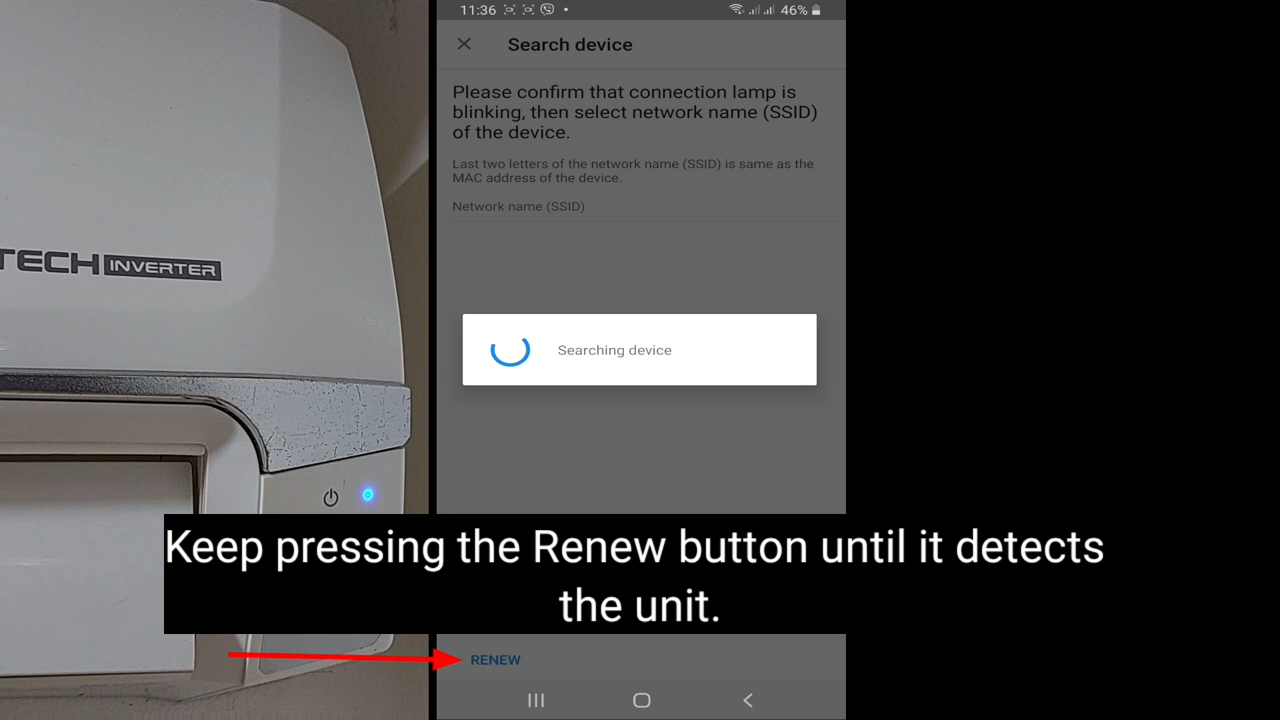 TECH INVERTER
11:36
46%
Search device
Please confirm that connection lamp is
blinking, then select network name (SSID)
of the device.
Last two letters of the network name (SSID) is same as the
MAC address of the device.
Network name (SSID)
Searching device
Keep pressing the Renew button until it detects
the unit.
RENEW